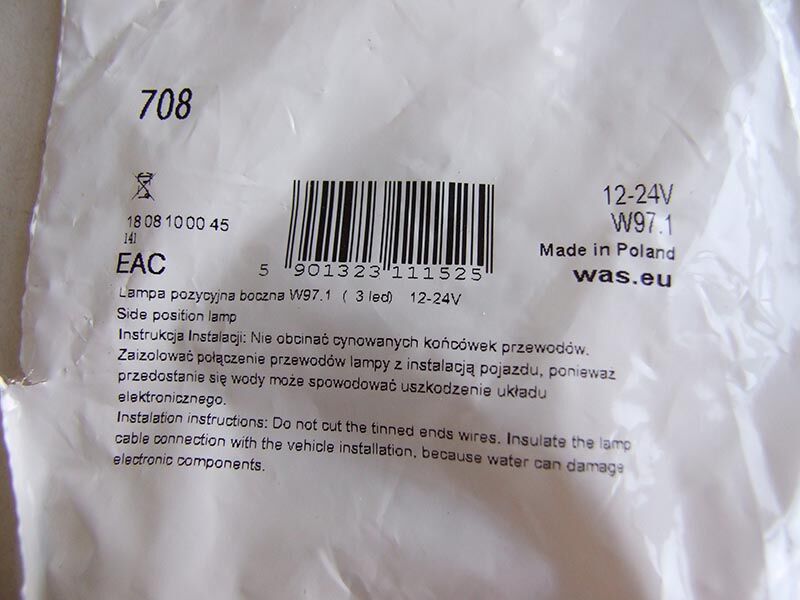 708
18 08 10 00 45
141
EAC
5 901323 111525
12-24V
W97.1
Made in Poland
was.eu
Lampa pozycyjna boczna W97.1 ( 3 led) 12-24V
Side position lamp
Instrukcja Instalacji: Nie obcinać cynowanych końcówek przewodów.
Zaizolować połączenie przewodów lampy z instalacją pojazdu, ponieważ
przedostanie się wody może spowodować uszkodzenie układu
elektronicznego.
Instalation instructions: Do not cut the tinned ends wires. Insulate the lamp
cable connection with the vehicle installation, because water can damage
electronic components.